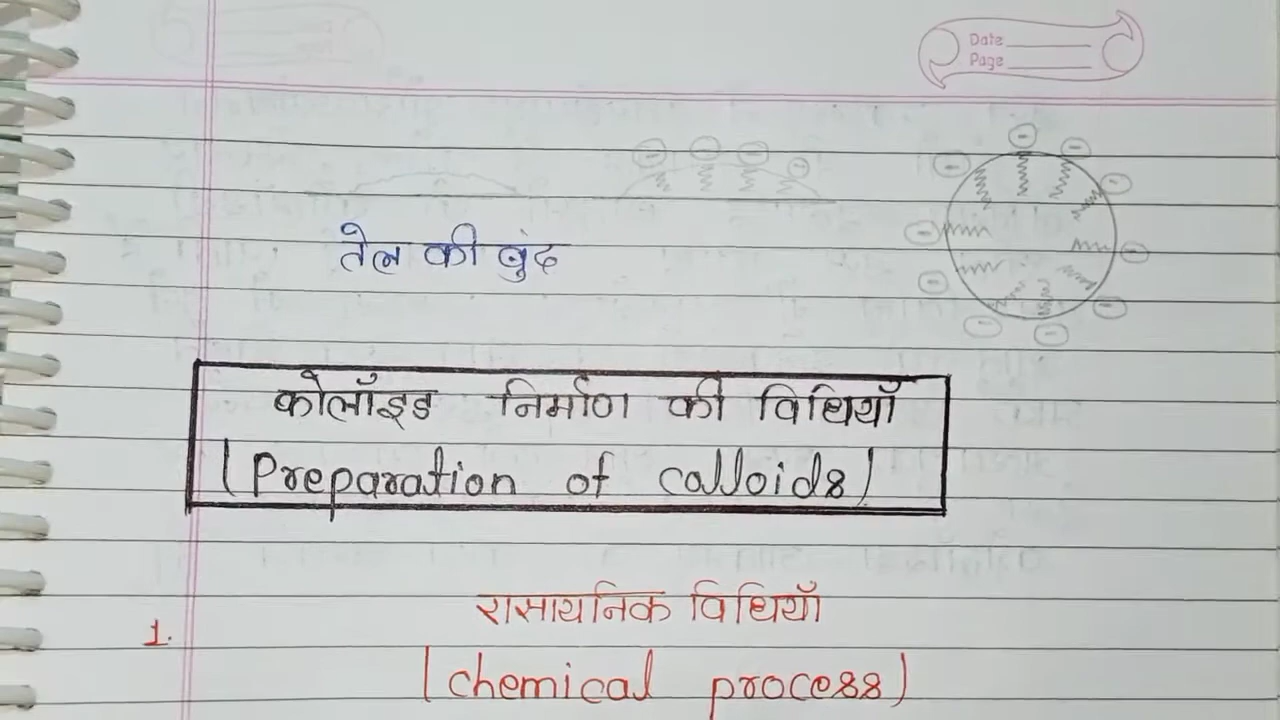 Date
Page
तेल की बुंद
कोलॉइड निर्माण की विधियाँ
(Preparation of colloids)
1. रासायनिक विधियाँ
(chemical process)